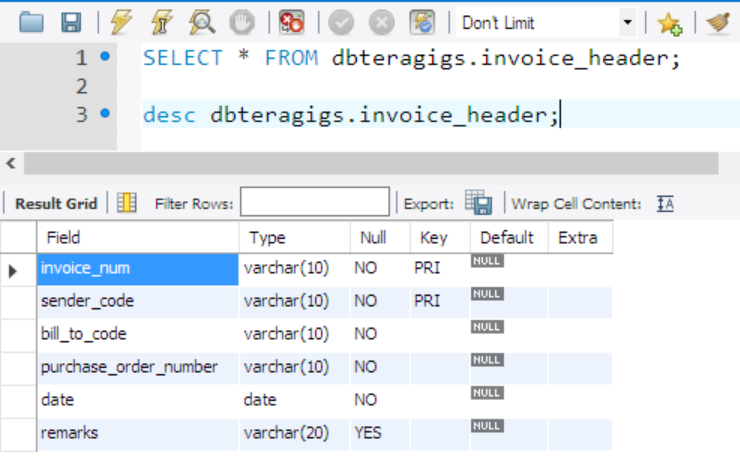 Don't Limit
1 SELECT * FROM dbteragigs.invoice_header;
2
3 desc dbteragigs.invoice_header;
Result Grid Filter Rows: Export: Wrap Cell Content: IA
Field Type Null Key Default Extra
invoice_num varchar(10) NO PRI NULL
sender_code varchar(10) NO PRI NULL
bill_to_code varchar(10) NO NULL
purchase_order_number varchar(10) NO NULL
date date NO NULL
remarks varchar(20) YES NULL